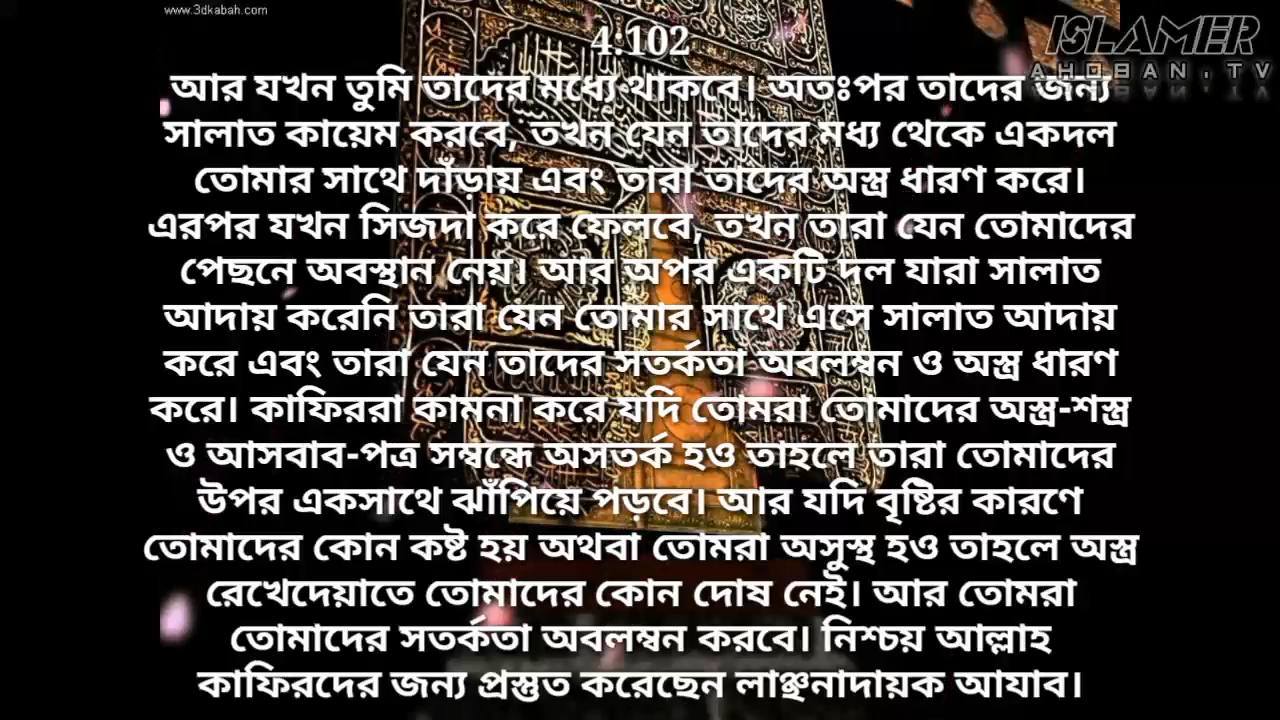 www.3dkabah.com
ISLAMER
AHOBAN.TV
4:102
আর যখন তুমি তাদের মধ্যে থাকবে। অতঃপর তাদের জন্য
সালাত কায়েম করবে, তখন যেন তাদের মধ্য থেকে একদল
তোমার সাথে দাঁড়ায় এবং তারা তাদের অস্ত্র ধারণ করে।
এরপর যখন সিজদা করে ফেলবে, তখন তারা যেন তোমাদের
পেছনে অবস্থান নেয়। আর অপর একটি দল যারা সালাত
আদায় করেনি তারা যেন তোমার সাথে এসে সালাত আদায়
করে এবং তারা যেন তাদের সতর্কতা অবলম্বন ও অস্ত্র ধারণ
করে। কাফিররা কামনা করে যদি তোমরা তোমাদের অস্ত্র-শস্ত্র
ও আসবাব-পত্র সম্বন্ধে অসতর্ক হও তাহলে তারা তোমাদের
উপর একসাথে ঝাঁপিয়ে পড়বে। আর যদি বৃষ্টির কারণে
তোমাদের কোন কষ্ট হয় অথবা তোমরা অসুস্থ হও তাহলে অস্ত্র
রেখেদেয়াতে তোমাদের কোন দোষ নেই। আর তোমরা
তোমাদের সতর্কতা অবলম্বন করবে। নিশ্চয় আল্লাহ
কাফিরদের জন্য প্রস্তুত করেছেন লাঞ্ছনাদায়ক আযাব।